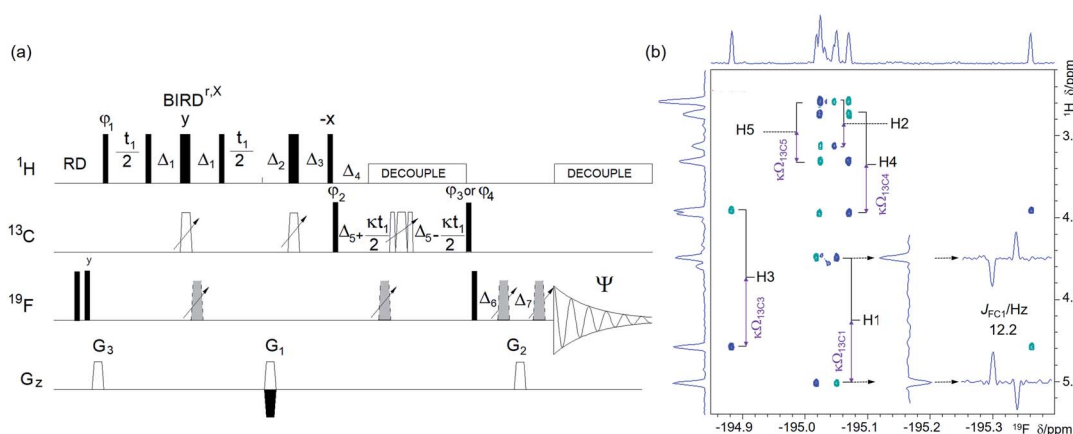 (a)
BIRD^r,X
φ1 y -x
¹H RD t1/2 Δ1 Δ1 t1/2 Δ2 Δ3 Δ4 DECOUPLE DECOUPLE
φ2 φ3 or φ4
¹³C Δ5+ κt1/2 Δ5- κt1/2
y
¹⁹F Δ6 Δ7 Ψ
G3 G1 G2
Gz
(b)
δ/ppm
¹H
3.
4.
4.
5.
H5
H2
κΩ13C5
H4
κΩ13C4
H3
κΩ13C3
H1
κΩ13C1
JFC1/Hz
12.2
-194.9 -195.0 -195.1 -195.2 -195.3 ¹⁹F δ/ppm